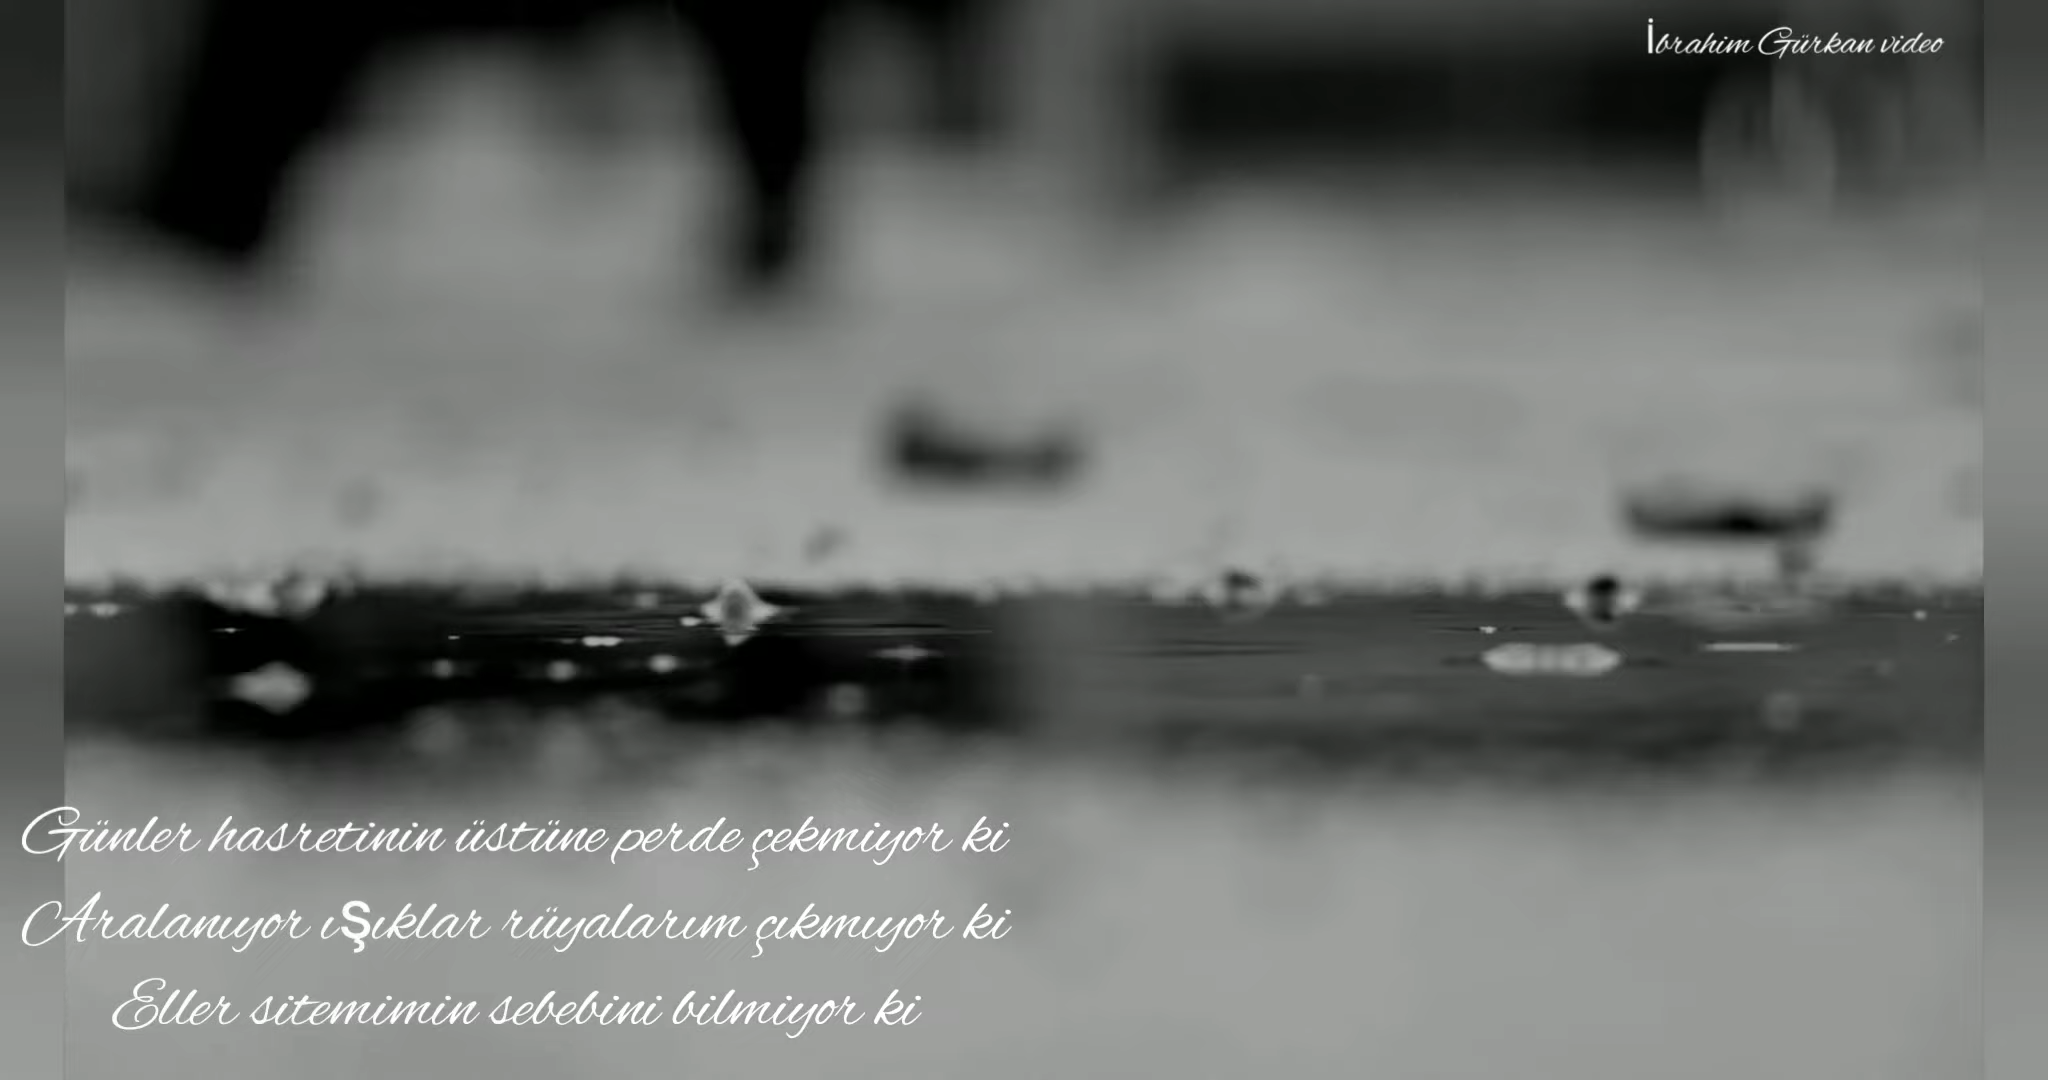 İbrahim Gürkan video
Günler hasretinin üstüne perde çekmiyor ki
Aralanıyor ışıklar rüyalarım çıkmıyor ki
Eller sitemimin sebebini bilmiyor ki